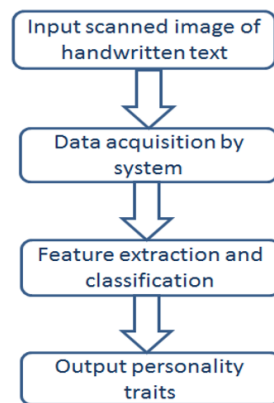 Input scanned image of
handwritten text
Data acquisition by
system
Feature extraction and
classification
Output personality
traits